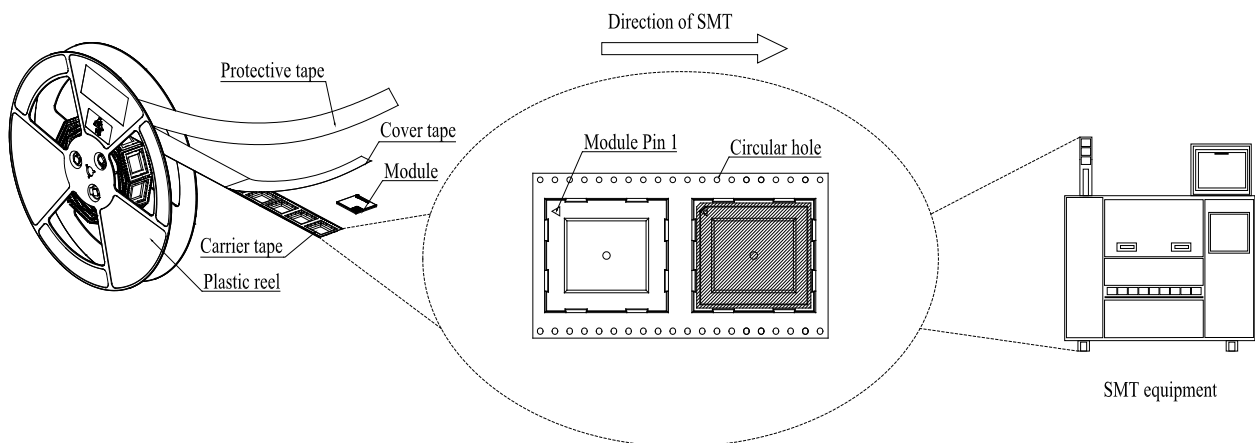 Direction of SMT
Protective tape
Cover tape
Module
Module Pin 1
Circular hole
Carrier tape
Plastic reel
SMT equipment